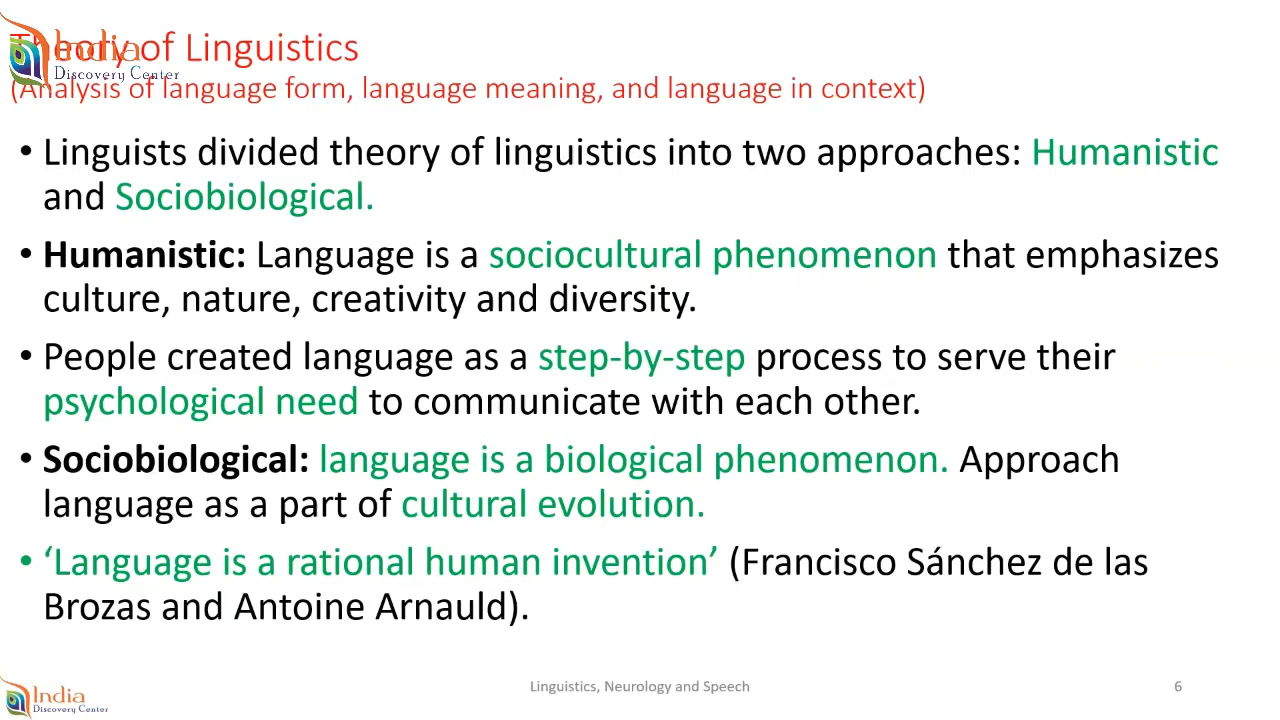 Theory of Linguistics
India
Discovery Center
(Analysis of language form, language meaning, and language in context)
• Linguists divided theory of linguistics into two approaches: Humanistic
and Sociobiological.
• Humanistic: Language is a sociocultural phenomenon that emphasizes
culture, nature, creativity and diversity.
• People created language as a step-by-step process to serve their
psychological need to communicate with each other.
• Sociobiological: language is a biological phenomenon. Approach
language as a part of cultural evolution.
• ‘Language is a rational human invention’ (Francisco Sánchez de las
Brozas and Antoine Arnauld).
India
Discovery Center
Linguistics, Neurology and Speech
6